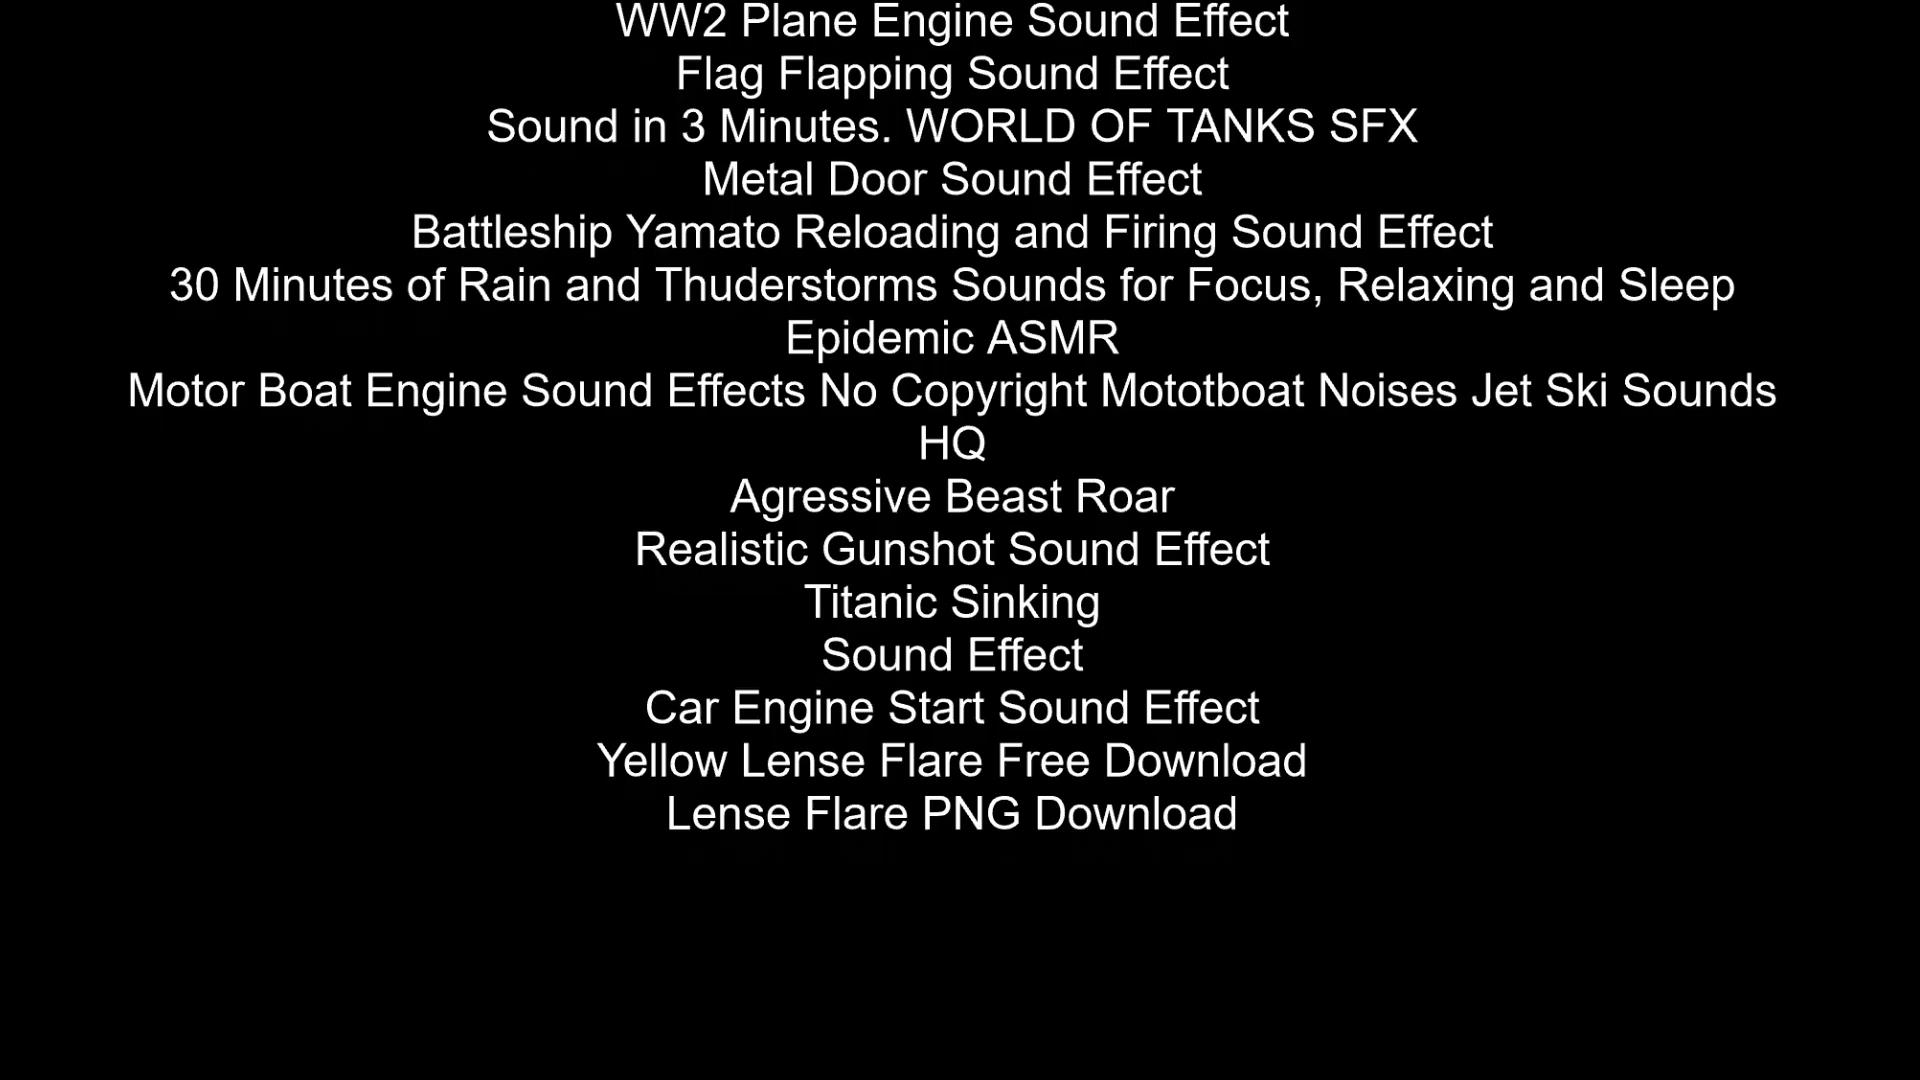 WW2 Plane Engine Sound Effect
Flag Flapping Sound Effect
Sound in 3 Minutes. WORLD OF TANKS SFX
Metal Door Sound Effect
Battleship Yamato Reloading and Firing Sound Effect
30 Minutes of Rain and Thuderstorms Sounds for Focus, Relaxing and Sleep
Epidemic ASMR
Motor Boat Engine Sound Effects No Copyright Mototboat Noises Jet Ski Sounds
HQ
Agressive Beast Roar
Realistic Gunshot Sound Effect
Titanic Sinking
Sound Effect
Car Engine Start Sound Effect
Yellow Lense Flare Free Download
Lense Flare PNG Download